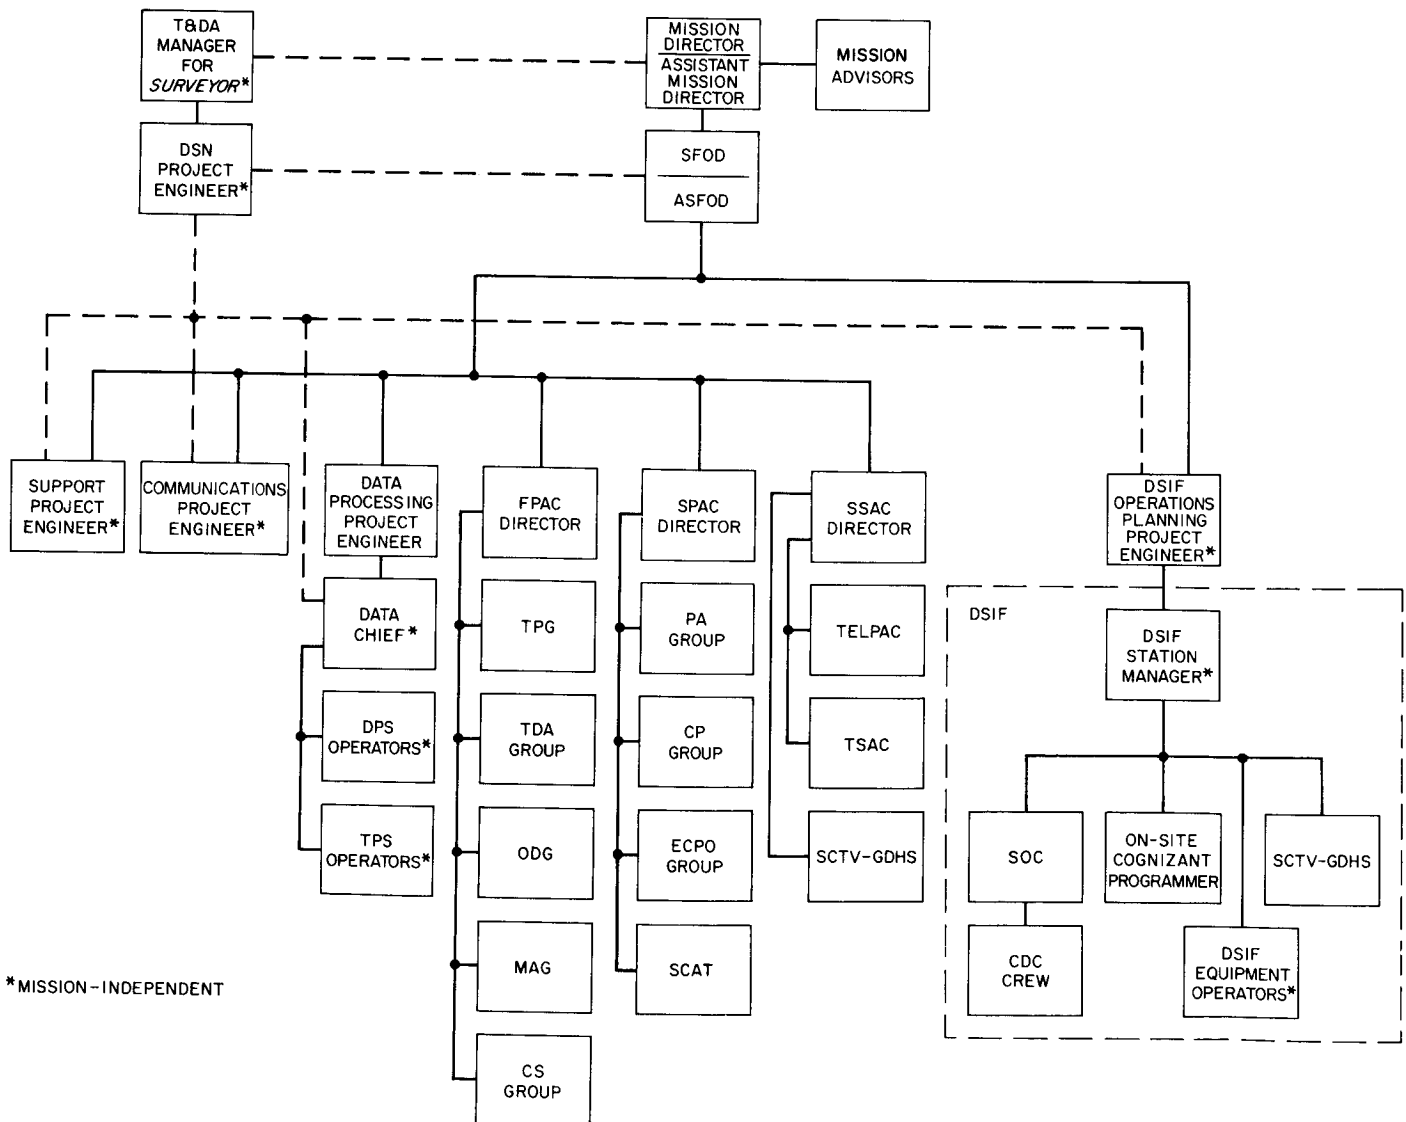 T&DA
MANAGER
FOR
SURVEYOR*
MISSION
DIRECTOR
ASSISTANT
MISSION
DIRECTOR
MISSION
ADVISORS
DSN
PROJECT
ENGINEER*
SFOD
ASFOD
SUPPORT
PROJECT
ENGINEER*
COMMUNICATIONS
PROJECT
ENGINEER*
DATA
PROCESSING
PROJECT
ENGINEER
FPAC
DIRECTOR
SPAC
DIRECTOR
SSAC
DIRECTOR
DSIF
OPERATIONS
PLANNING
PROJECT
ENGINEER*
DATA
CHIEF*
TPG
PA
GROUP
TELPAC
DSIF
DSIF
STATION
MANAGER*
DPS
OPERATORS*
TDA
GROUP
CP
GROUP
TSAC
TPS
OPERATORS*
ODG
ECPO
GROUP
SCTV-GDHS
SOC
ON-SITE
COGNIZANT
PROGRAMMER
SCTV-GDHS
MAG
SCAT
CDC
CREW
DSIF
EQUIPMENT
OPERATORS*
*MISSION-INDEPENDENT
CS
GROUP